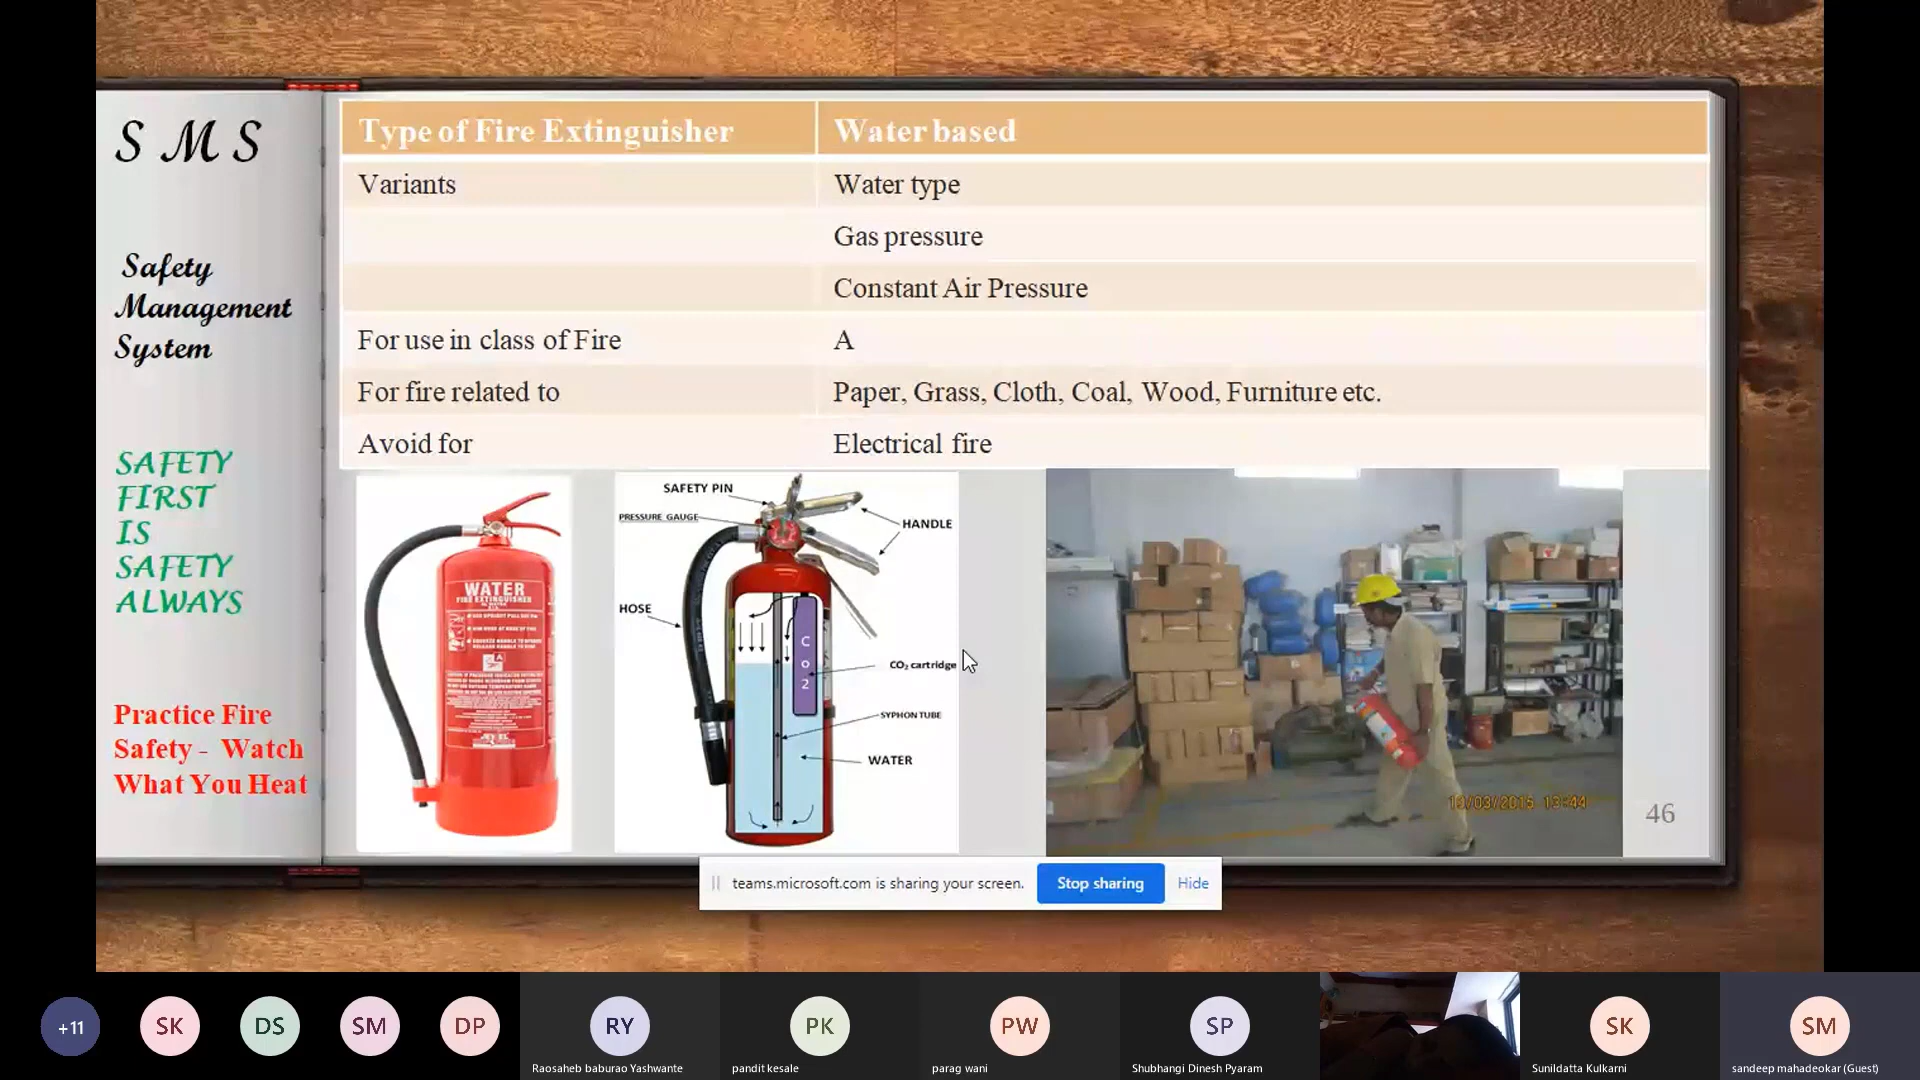 S M S
Safety
Management
System
SAFETY
FIRST
IS
SAFETY
ALWAYS
Practice Fire
Safety - Watch
What You Heat
Type of Fire Extinguisher Water based
Variants Water type
Gas pressure
Constant Air Pressure
For use in class of Fire A
For fire related to Paper, Grass, Cloth, Coal, Wood, Furniture etc.
Avoid for Electrical fire
WATER
FIRE EXTINGUISHER
SAFETY PIN
PRESSURE GAUGE
HANDLE
HOSE
C
o
2
CO₂ cartridge
SYPHON TUBE
WATER
13:44
46
teams.microsoft.com is sharing your screen. Stop sharing Hide
+11 SK DS SM DP RY PK PW SP SK SM
Raosaheb baburao Yashwante pandit kesale parag wani Shubhangi Dinesh Pyaram Sunildatta Kulkarni sandeep mahadeokar (Guest)